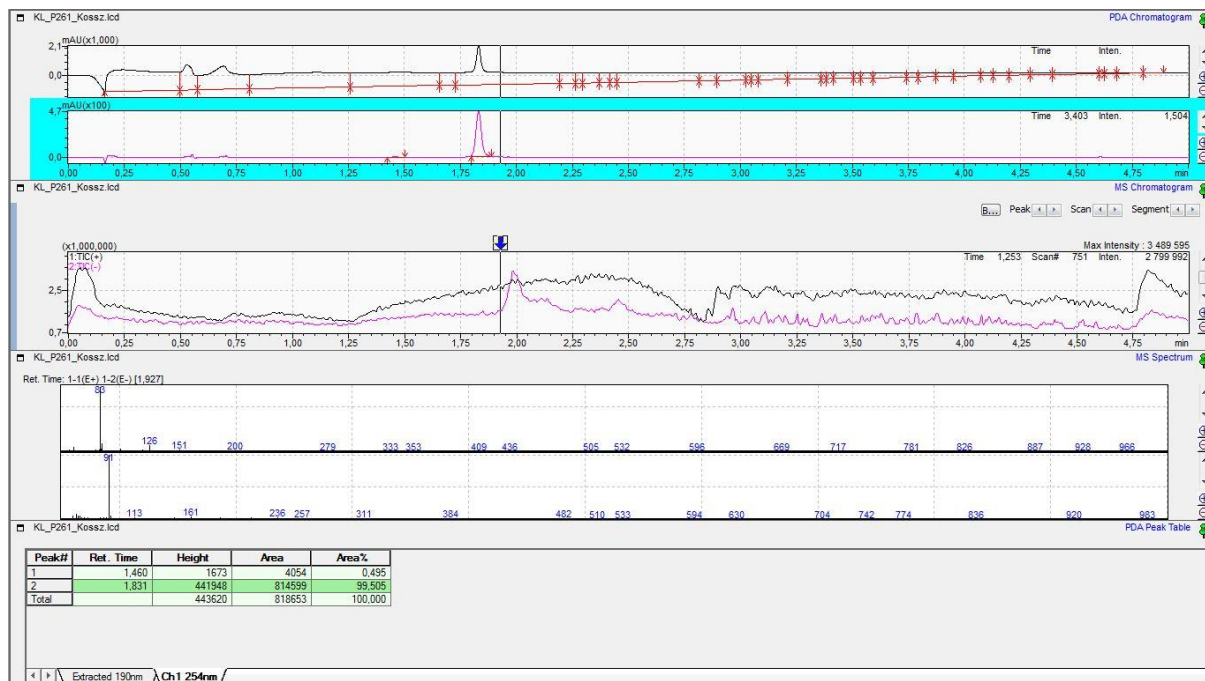 KL_P261_Kossz.lcd PDA Chromatogram
mAU(x1,000)
2,1
0,0
Time Inten.
mAU(x100)
4,7
0,0
Time 3,403 Inten. 1,504
0,00 0,25 0,50 0,75 1,00 1,25 1,50 1,75 2,00 2,25 2,50 2,75 3,00 3,25 3,50 3,75 4,00 4,25 4,50 4,75 min
KL_P261_Kossz.lcd MS Chromatogram
B... Peak Scan Segment
(x1,000,000) Max Intensity : 3 489 595
1:TIC(+) Time 1,253 Scan# 751 Inten. 2 799 992
2:TIC(-)
2,5
0,7
0,00 0,25 0,50 0,75 1,00 1,25 1,50 1,75 2,00 2,25 2,50 2,75 3,00 3,25 3,50 3,75 4,00 4,25 4,50 4,75 min
KL_P261_Kossz.lcd MS Spectrum
Ret. Time: 1-1(E+) 1-2(E-) [1,927]
83
126 151 200 279 333 353 409 436 505 532 596 669 717 781 826 887 928 966
91
113 161 236 257 311 384 482 510 533 594 630 704 742 774 836 920 983
KL_P261_Kossz.lcd PDA Peak Table
Peak# Ret. Time Height Area Area%
1 1,460 1673 4054 0,495
2 1,831 441948 814599 99,505
Total 443620 818653 100,000
Extracted 190nm Ch1 254nm